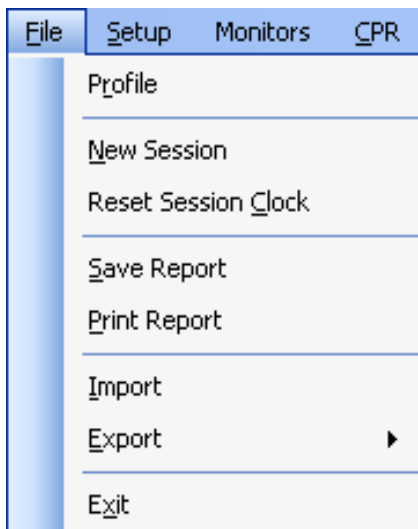 File Setup Monitors CPR
Profile
New Session
Reset Session Clock
Save Report
Print Report
Import
Export
Exit